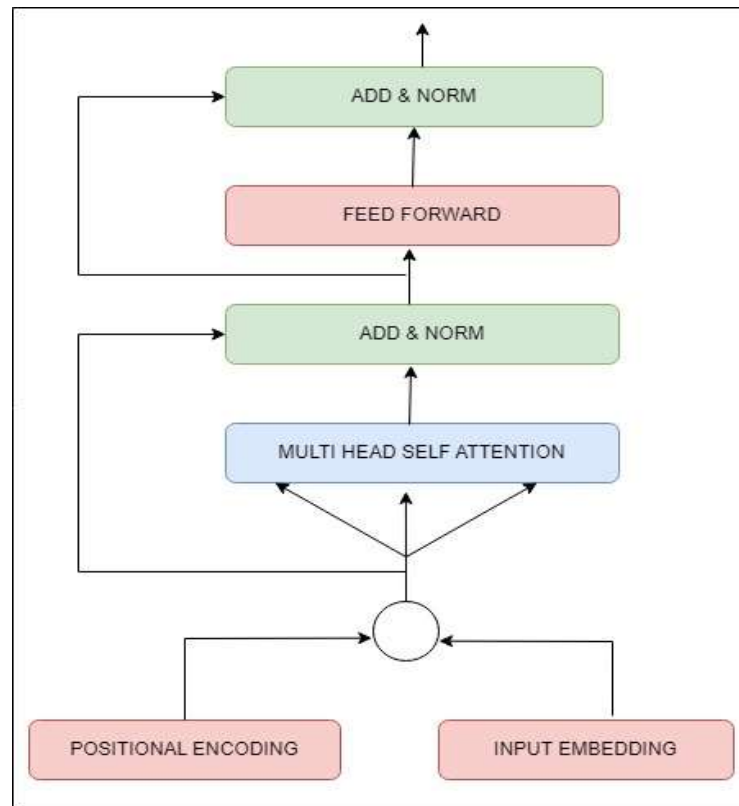 ADD & NORM
FEED FORWARD
ADD & NORM
MULTI HEAD SELF ATTENTION
POSITIONAL ENCODING
INPUT EMBEDDING